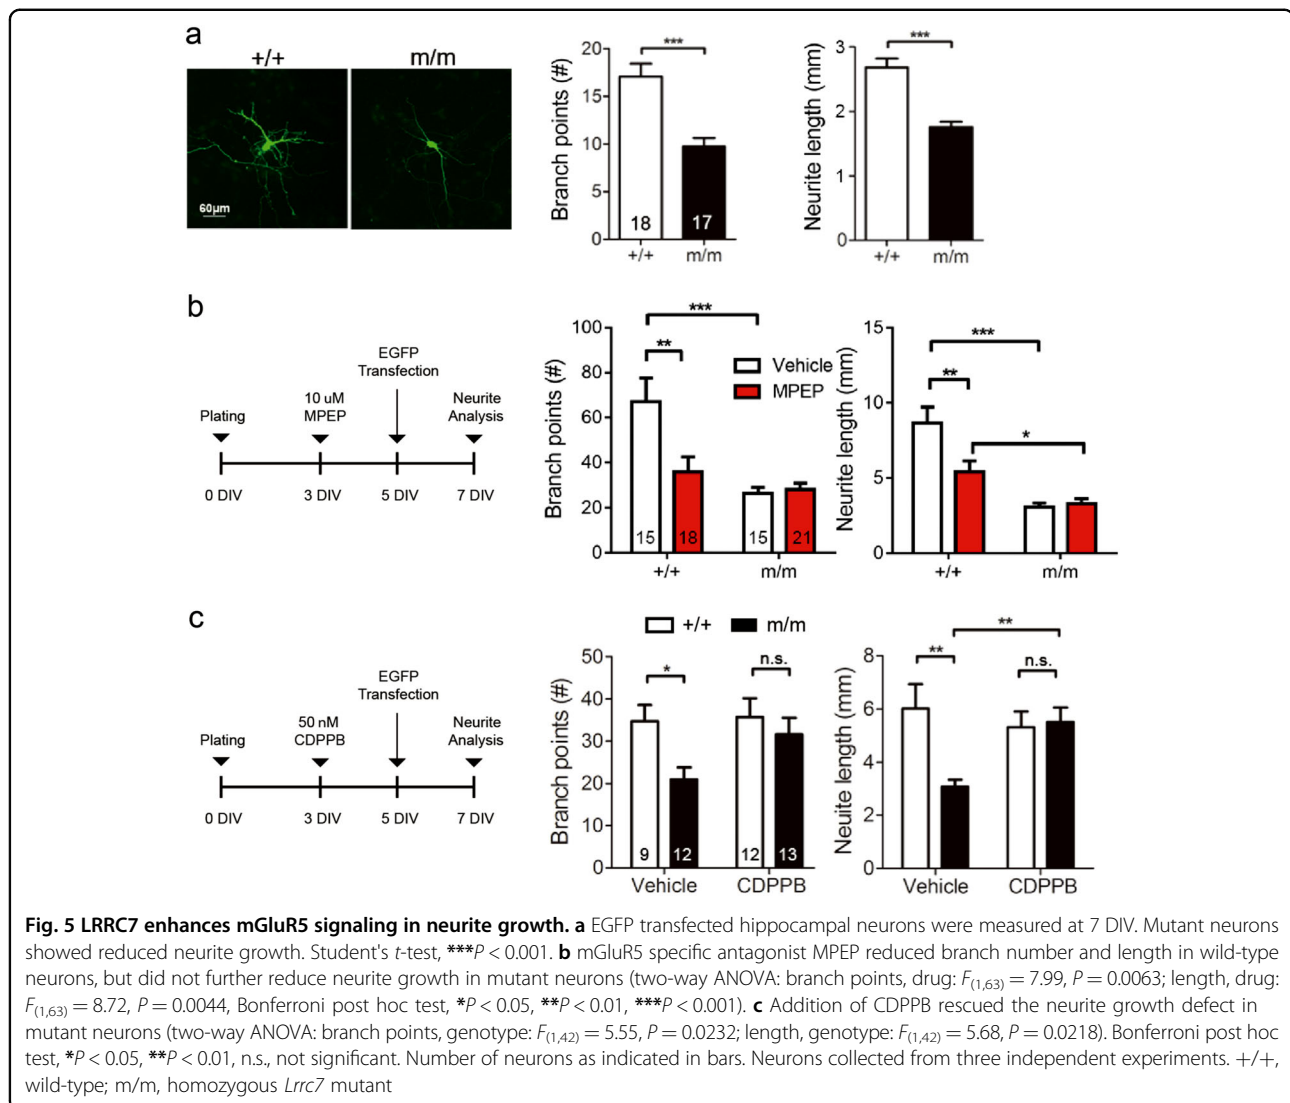 a
+/+
m/m
60µm
Branch points (#)
20
15
10
5
0
***
18
17
+/+
m/m
Neurite length (mm)
3
2
1
0
***
+/+
m/m
b
EGFP
Transfection
10 uM
MPEP
Plating
Neurite
Analysis
0 DIV
3 DIV
5 DIV
7 DIV
Branch points (#)
100
80
60
40
20
0
***
**
Vehicle
MPEP
15
18
15
21
+/+
m/m
Neurite length (mm)
15
10
5
0
***
**
*
+/+
m/m
c
EGFP
Transfection
50 nM
CDPPB
Plating
Neurite
Analysis
0 DIV
3 DIV
5 DIV
7 DIV
+/+
m/m
Branch points (#)
50
40
30
20
10
0
*
n.s.
9
12
12
13
Vehicle
CDPPB
Neuite length (mm)
8
6
4
2
0
**
**
n.s.
Vehicle
CDPPB
Fig. 5 LRRC7 enhances mGluR5 signaling in neurite growth. a EGFP transfected hippocampal neurons were measured at 7 DIV. Mutant neurons
showed reduced neurite growth. Student's t-test, ***P < 0.001. b mGluR5 specific antagonist MPEP reduced branch number and length in wild-type
neurons, but did not further reduce neurite growth in mutant neurons (two-way ANOVA: branch points, drug: F(1,63) = 7.99, P = 0.0063; length, drug:
F(1,63) = 8.72, P = 0.0044, Bonferroni post hoc test, *P < 0.05, **P < 0.01, ***P < 0.001). c Addition of CDPPB rescued the neurite growth defect in
mutant neurons (two-way ANOVA: branch points, genotype: F(1,42) = 5.55, P = 0.0232; length, genotype: F(1,42) = 5.68, P = 0.0218). Bonferroni post hoc
test, *P < 0.05, **P < 0.01, n.s., not significant. Number of neurons as indicated in bars. Neurons collected from three independent experiments. +/+,
wild-type; m/m, homozygous Lrrc7 mutant